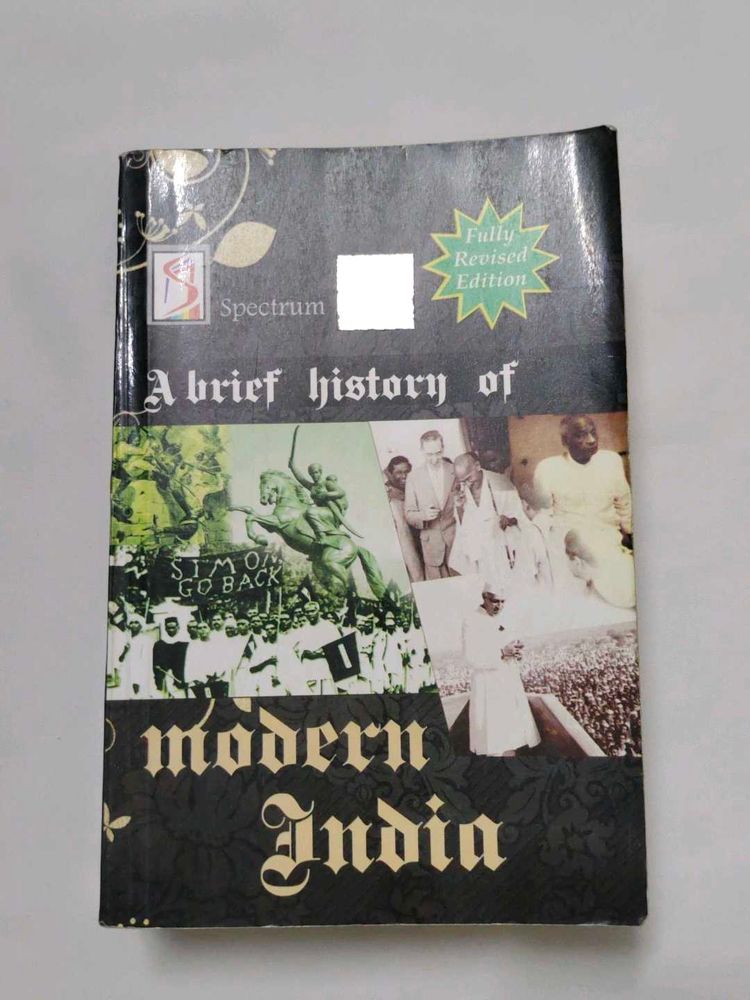 Fully
Revised
Edition
Spectrum
A brief history of
SIMON
GO BACK
modern
India